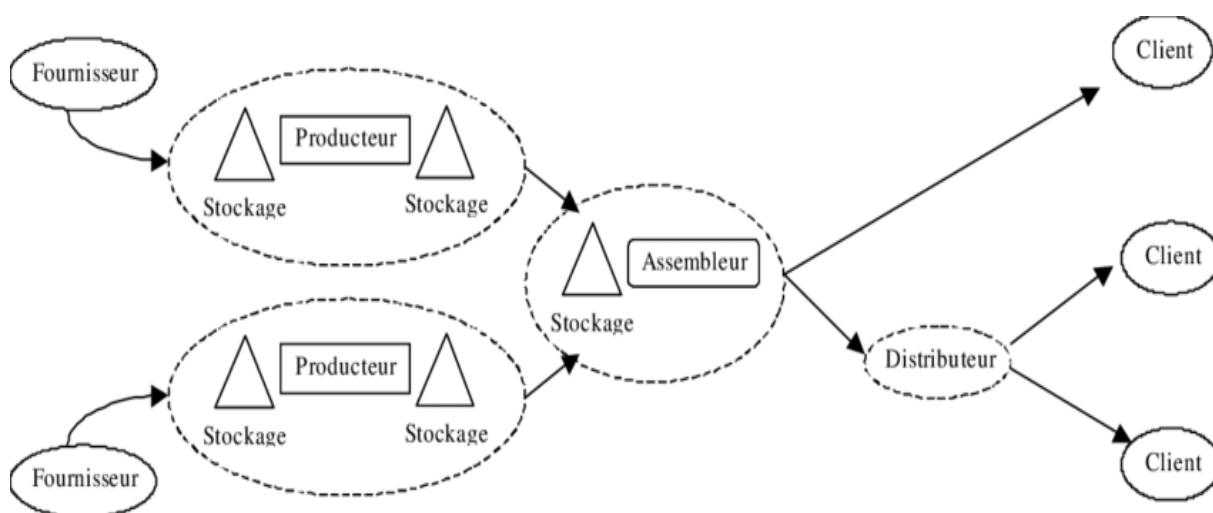 Fournisseur
Producteur
Stockage
Stockage
Producteur
Stockage
Stockage
Fournisseur
Assembleur
Stockage
Distributeur
Client
Client
Client